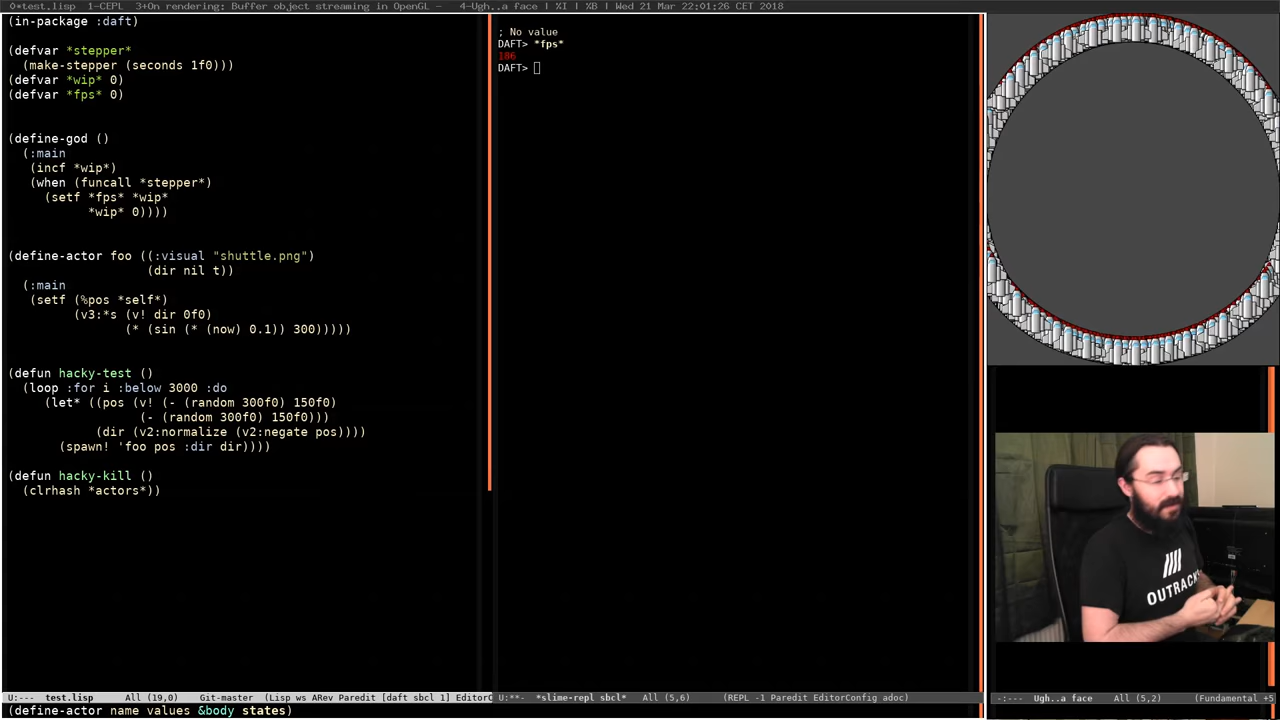 0*test.lisp  1-CEPL  3+On rendering: Buffer object streaming in OpenGL −  4-Ugh..a face | %I | %B | Wed 21 Mar 22:01:26 CET 2018
(in-package :daft)
(defvar *stepper*
(make-stepper (seconds 1f0)))
(defvar *wip* 0)
(defvar *fps* 0)
(define-god ()
(:main
(incf *wip*)
(when (funcall *stepper*)
(setf *fps* *wip*
*wip* 0))))
(define-actor foo ((:visual "shuttle.png")
(dir nil t))
(:main
(setf (%pos *self*)
(v3:*s (v! dir 0f0)
(* (sin (* (now) 0.1)) 300)))))
(defun hacky-test ()
(loop :for i :below 3000 :do
(let* ((pos (v! (- (random 300f0) 150f0)
(- (random 300f0) 150f0)))
(dir (v2:normalize (v2:negate pos))))
(spawn! 'foo pos :dir dir))))
(defun hacky-kill ()
(clrhash *actors*))
; No value
DAFT> *fps*
186
DAFT>
OUTRACKS
U:---  test.lisp      All (19,0)    Git-master  (Lisp ws ARev Paredit [daft sbcl 1] EditorC
U:**-  *slime-repl sbcl*   All (5,6)      (REPL -1 Paredit EditorConfig adoc)
-:---  Ugh..a face    All (5,2)      (Fundamental +5
(define-actor name values &body states)